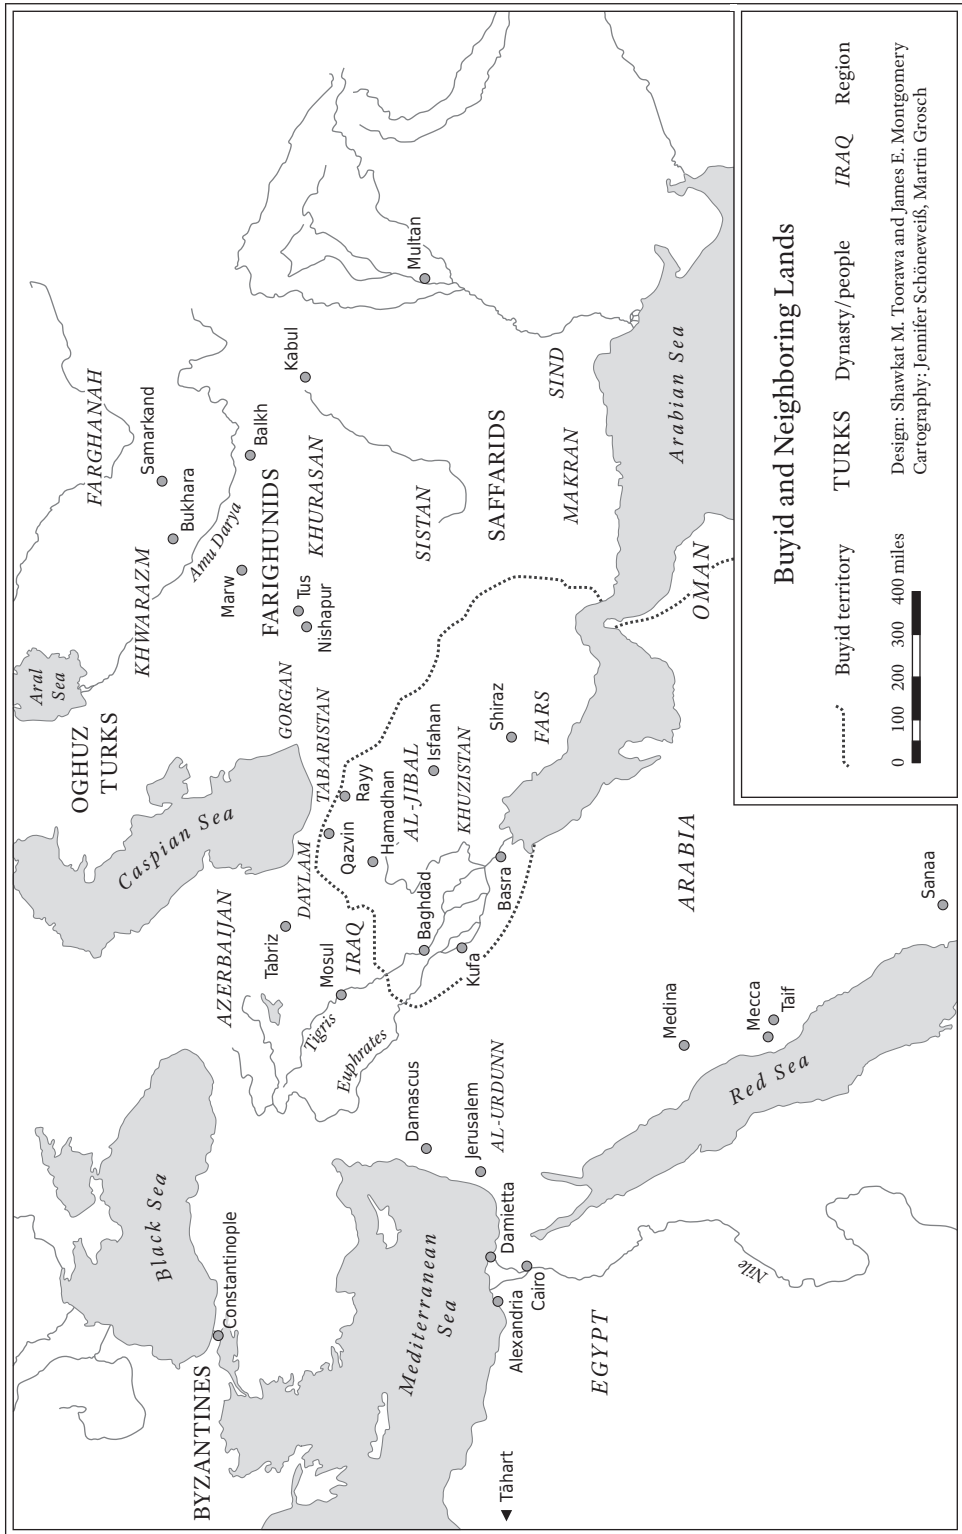 BYZANTINES
Constantinople
Black Sea
Mediterranean
Sea
Tāhart
Alexandria
Cairo
Damietta
EGYPT
Nile
Jerusalem
Damascus
AL-URDUNN
Red Sea
Medina
Mecca
Taif
Sanaa
ARABIA
Euphrates
Tigris
Mosul
IRAQ
Tabriz
AZERBAIJAN
DAYLAM
Baghdad
Kufa
Basra
Caspian Sea
Qazvin
Hamadhan
Rayy
AL-JIBAL
Isfahan
KHUZISTAN
TABARISTAN
GORGAN
Shiraz
FARS
OGHUZ
TURKS
Aral
Sea
KHWARAZM
Nishapur
Tus
Marw
Amu Darya
Bukhara
Samarkand
FARGHANAH
FARIGHUNIDS
KHURASAN
Balkh
Kabul
SISTAN
SAFFARIDS
MAKRAN
SIND
Multan
OMAN
Arabian Sea
Buyid and Neighboring Lands
Buyid territory
TURKS Dynasty/people
IRAQ Region
0 100 200 300 400 miles
Design: Shawkat M. Toorawa and James E. Montgomery
Cartography: Jennifer Schöneweiß, Martin Grosch